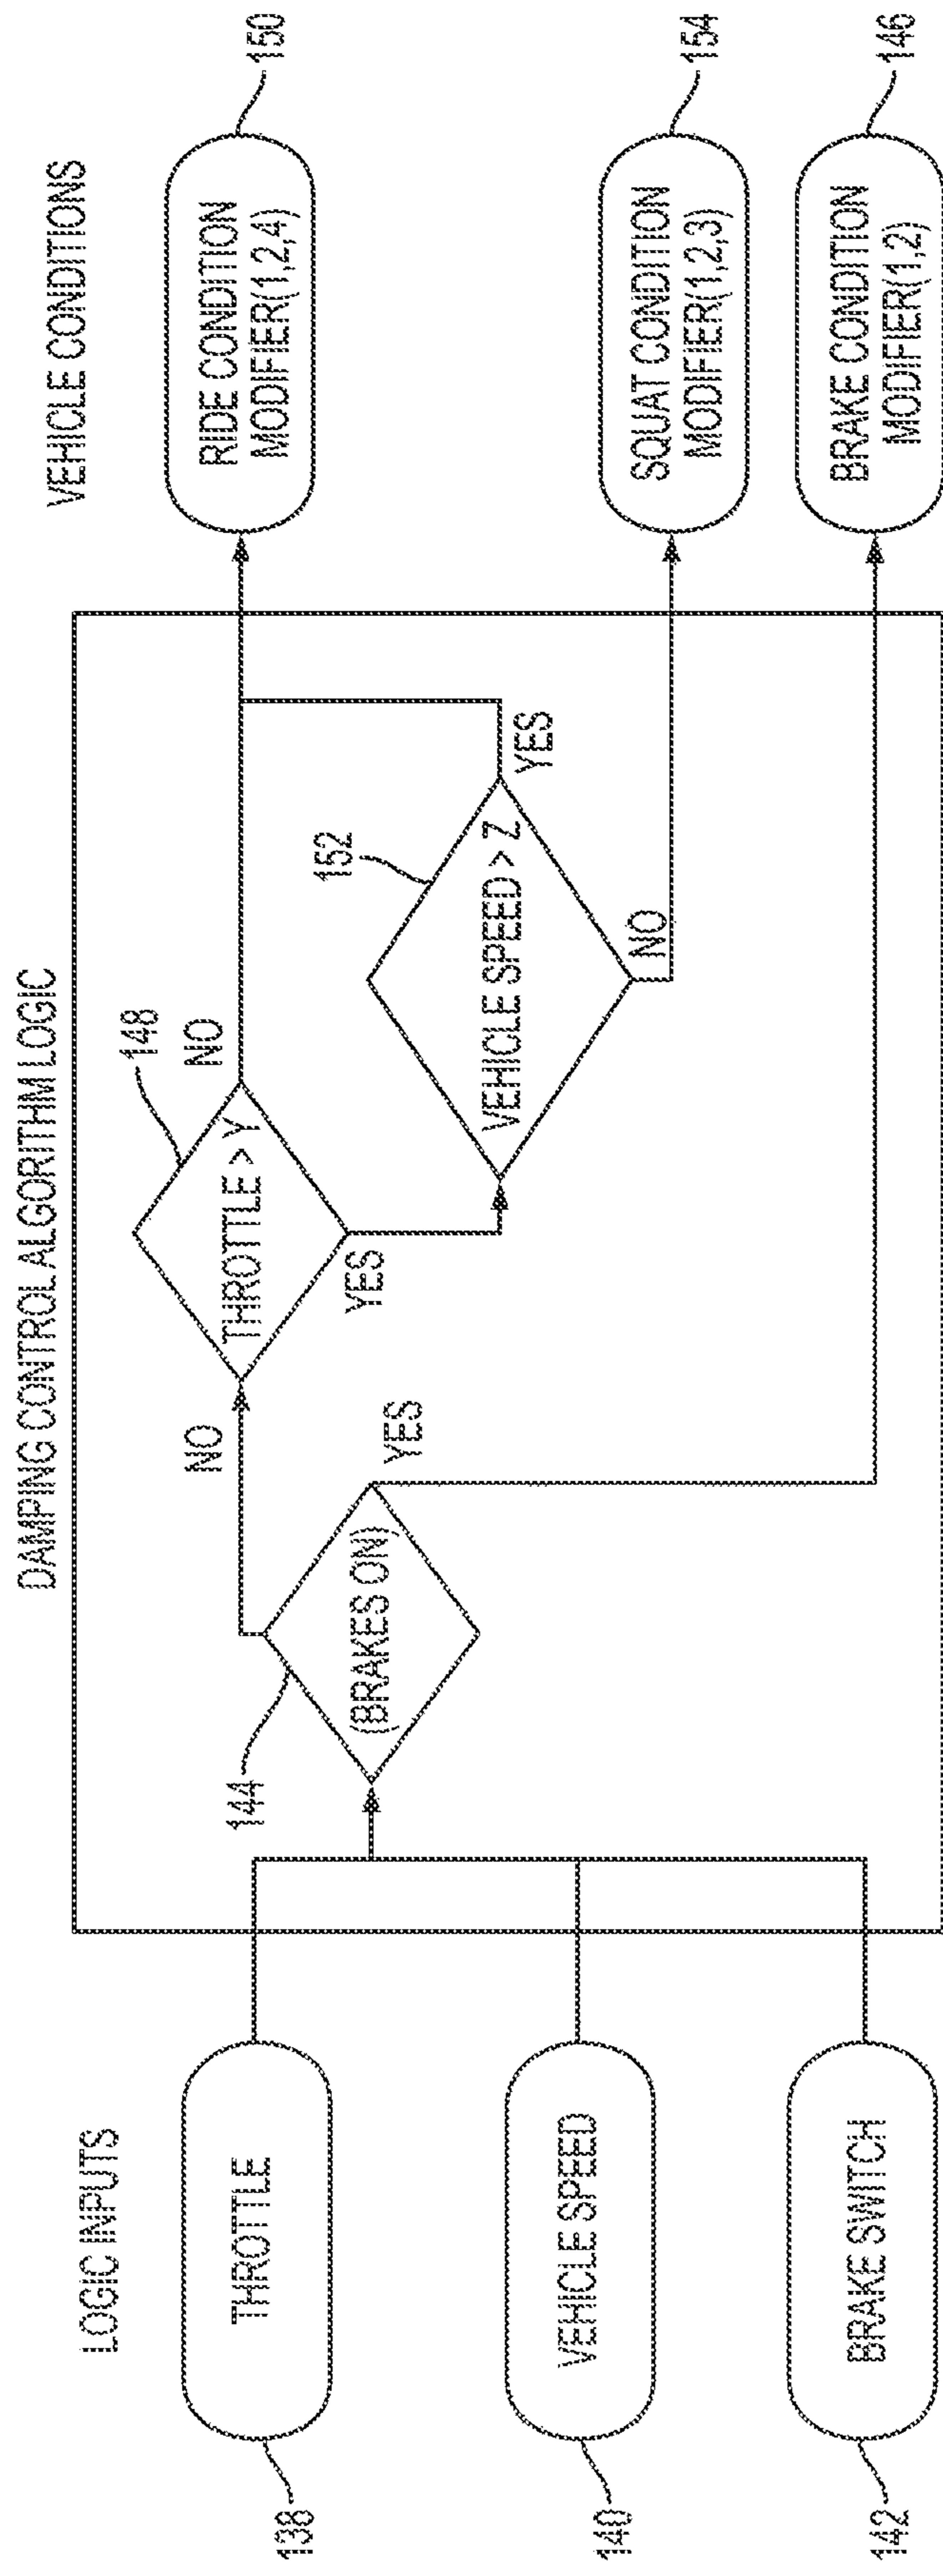 DAMPING CONTROL ALGORITHM LOGIC
LOGIC INPUTS
VEHICLE CONDITIONS
THROTTLE
138
VEHICLE SPEED
140
BRAKE SWITCH
142
144
(BRAKES ON)
NO
YES
148
THROTTLE > Y
NO
YES
152
VEHICLE SPEED > Z
YES
NO
RIDE CONDITION
MODIFIER(1,2,4)
150
SQUAT CONDITION
MODIFIER(1,2,3)
154
BRAKE CONDITION
MODIFIER(1,2)
146